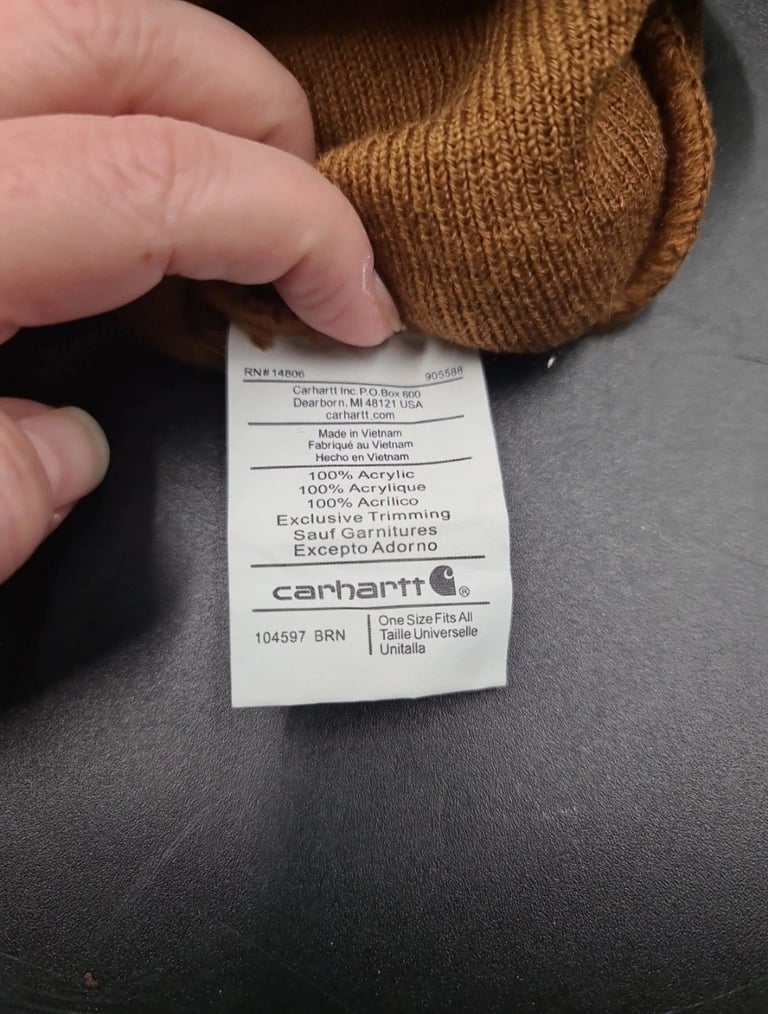 RN# 14806 905588
Carhartt Inc. P.O.Box 600
Dearborn, MI 48121 USA
carhartt.com
Made in Vietnam
Fabriqué au Vietnam
Hecho en Vietnam
100% Acrylic
100% Acrylique
100% Acrílico
Exclusive Trimming
Sauf Garnitures
Excepto Adorno
carhartt ®
104597 BRN
One Size Fits All
Taille Universelle
Unitalla